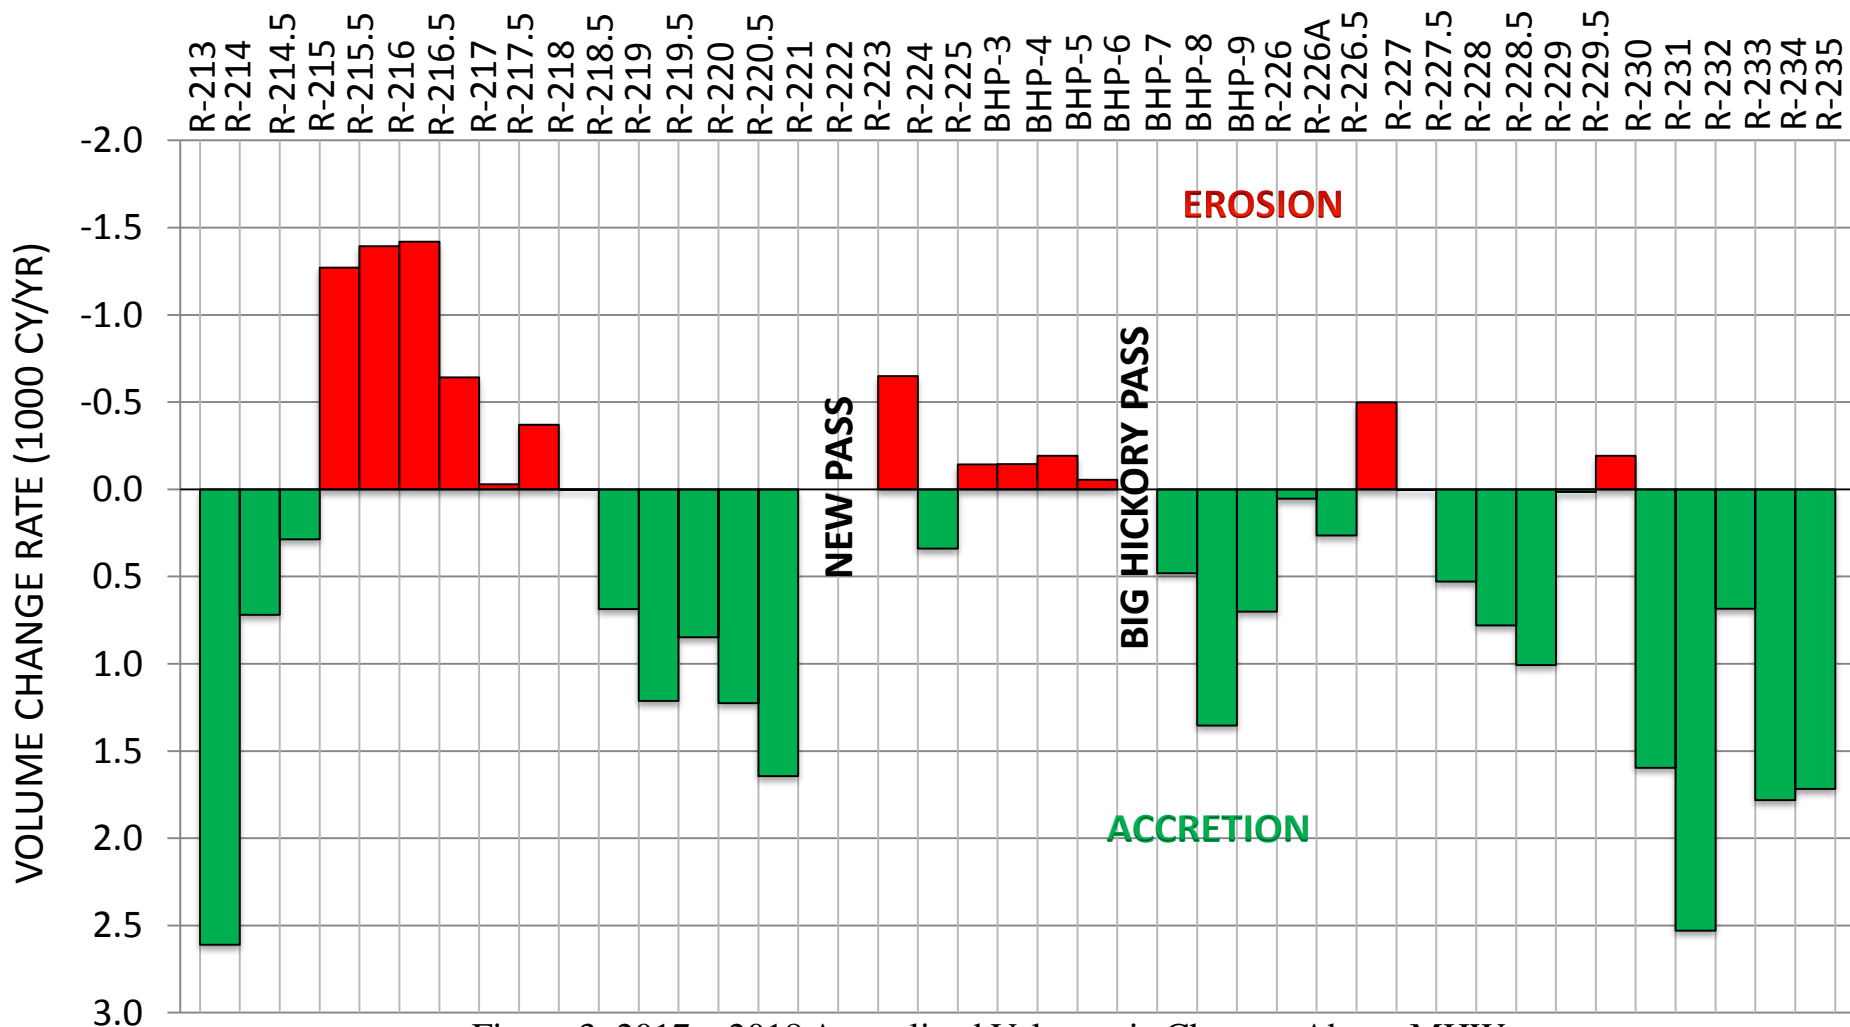 R-213
R-214
R-214.5
R-215
R-215.5
R-216
R-216.5
R-217
R-217.5
R-218
R-218.5
R-219
R-219.5
R-220
R-220.5
R-221
R-222
R-223
R-224
R-225
BHP-3
BHP-4
BHP-5
BHP-6
BHP-7
BHP-8
BHP-9
R-226
R-226A
R-226.5
R-227
R-227.5
R-228
R-228.5
R-229
R-229.5
R-230
R-231
R-232
R-233
R-234
R-235
VOLUME CHANGE RATE (1000 CY/YR)
-2.0
-1.5
-1.0
-0.5
0.0
0.5
1.0
1.5
2.0
2.5
3.0
EROSION
NEW PASS
BIG HICKORY PASS
ACCRETION